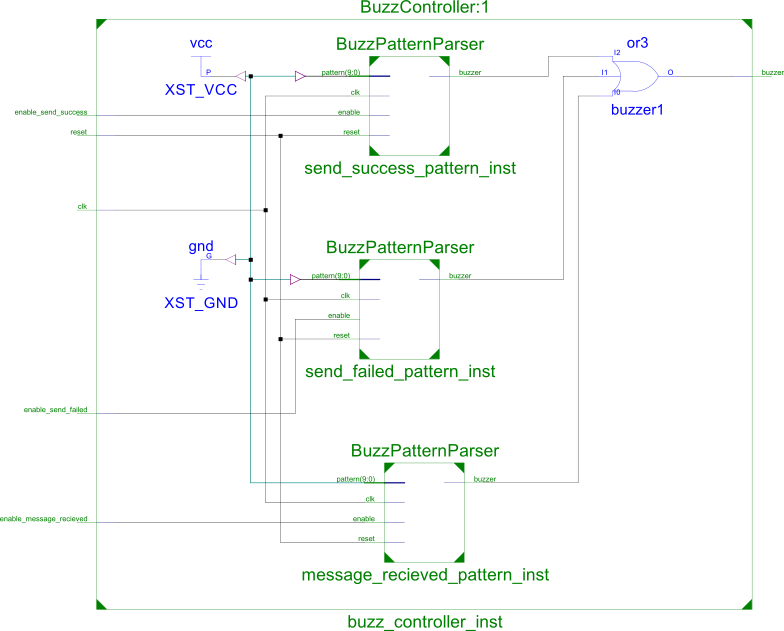 BuzzController:1
vcc
P
XST_VCC
BuzzPatternParser
pattern(9:0)
clk
enable
reset
buzzer
send_success_pattern_inst
or3
I2
I1
I0
O
buzzer1
buzzer
enable_send_success
reset
clk
gnd
G
XST_GND
BuzzPatternParser
pattern(9:0)
clk
enable
reset
buzzer
send_failed_pattern_inst
enable_send_failed
BuzzPatternParser
pattern(9:0)
clk
enable
reset
buzzer
message_recieved_pattern_inst
enable_message_recieved
buzz_controller_inst